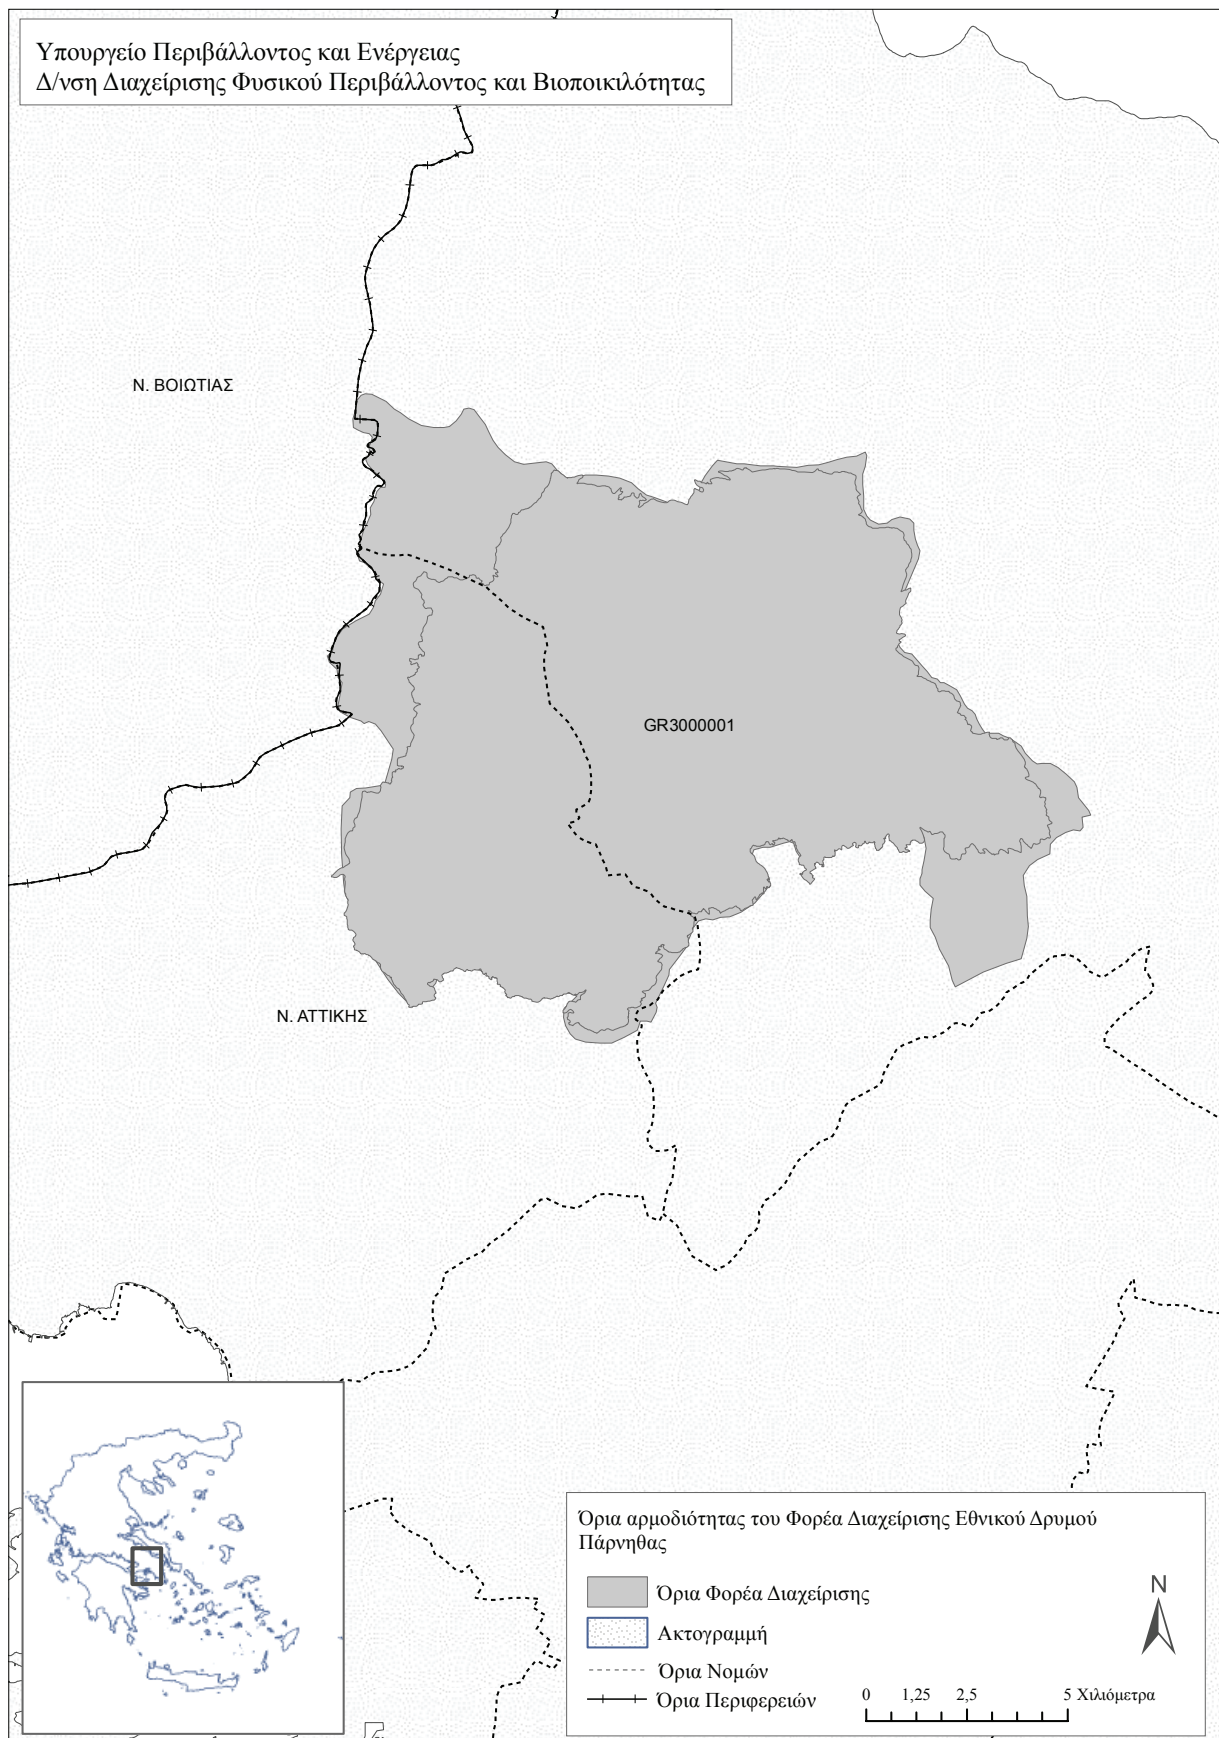 Υπουργείο Περιβάλλοντος και Ενέργειας
Δ/νση Διαχείρισης Φυσικού Περιβάλλοντος και Βιοποικιλότητας
Ν. ΒΟΙΩΤΙΑΣ
GR3000001
Ν. ΑΤΤΙΚΗΣ
Όρια αρμοδιότητας του Φορέα Διαχείρισης Εθνικού Δρυμού
Πάρνηθας
Όρια Φορέα Διαχείρισης
Ακτογραμμή
Όρια Νομών
Όρια Περιφερειών
N
0 1,25 2,5 5 Χιλιόμετρα